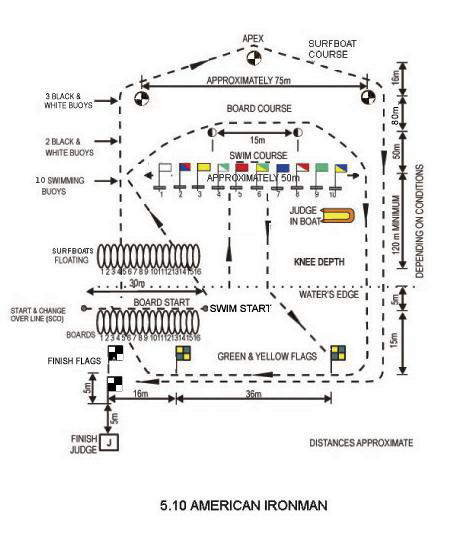 APEX
SURFBOAT
COURSE
APPROXIMATELY 75m
16m
3 BLACK &
WHITE BUOYS
BOARD COURSE
80m
2 BLACK &
WHITE BUOYS
15m
50m
SWIM COURSE
10 SWIMMING
BUOYS
APPROXIMATELY 50m
1 2 3 4 5 6 7 8 9 10
120 m MINIMUM
DEPENDING ON CONDITIONS
JUDGE
IN BOAT
SURFBOATS
FLOATING
KNEE DEPTH
1 2 3 4 5 6 7 8 9 10 11 12 13 14 15 16
30m
WATER'S EDGE
START & CHANGE
OVER LINE (SCO)
BOARD START
SWIM START
5m
BOARDS
1 2 3 4 5 6 7 8 9 10 11 12 13 14 15 16
15m
FINISH FLAGS
GREEN & YELLOW FLAGS
5m
16m
36m
5m
FINISH
JUDGE
J
DISTANCES APPROXIMATE
5.10 AMERICAN IRONMAN